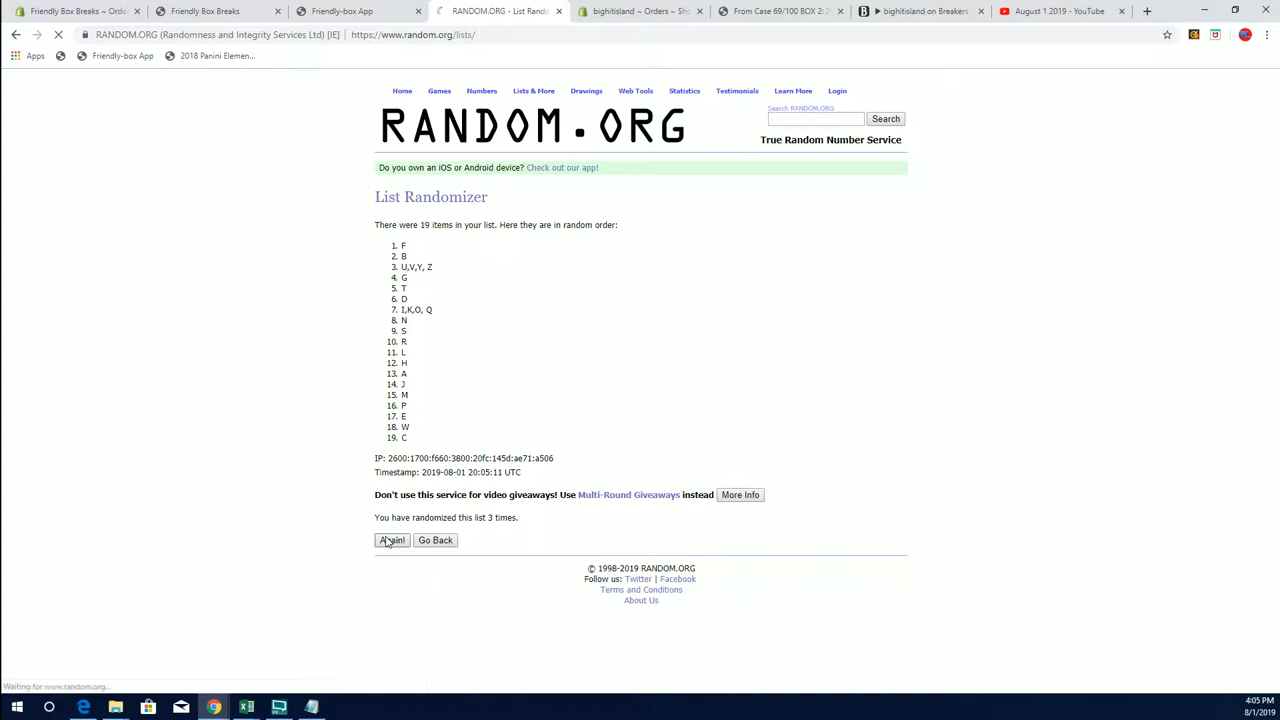 Friendly Box Breaks ~ Orders ~
Friendly Box Breaks
Friendly-box App
RANDOM.ORG - List Rando
bighitisland ~ Orders ~ Sho
From Case 69/100 BOX 2:
bighitisland on Breakers
August 1 2019 - YouTube
RANDOM.ORG (Randomness and Integrity Services Ltd) [IE] | https://www.random.org/lists/
Apps
Friendly-box App
2018 Panini Elemen...
Home Games Numbers Lists & More Drawings Web Tools Statistics Testimonials Learn More Login
RANDOM.ORG
Search RANDOM.ORG
Search
True Random Number Service
Do you own an iOS or Android device? Check out our app!
List Randomizer
There were 19 items in your list. Here they are in random order:
1. F
2. B
3. U,V,Y, Z
4. G
5. T
6. D
7. I,K,O, Q
8. N
9. S
10. R
11. L
12. H
13. A
14. J
15. M
16. P
17. E
18. W
19. C
IP: 2600:1700:f660:3800:20fc:145d:ae71:a506
Timestamp: 2019-08-01 20:05:11 UTC
Don't use this service for video giveaways! Use Multi-Round Giveaways instead More Info
You have randomized this list 3 times.
Again! Go Back
© 1998-2019 RANDOM.ORG
Follow us: Twitter | Facebook
Terms and Conditions
About Us
Waiting for www.random.org...
4:05 PM
8/1/2019